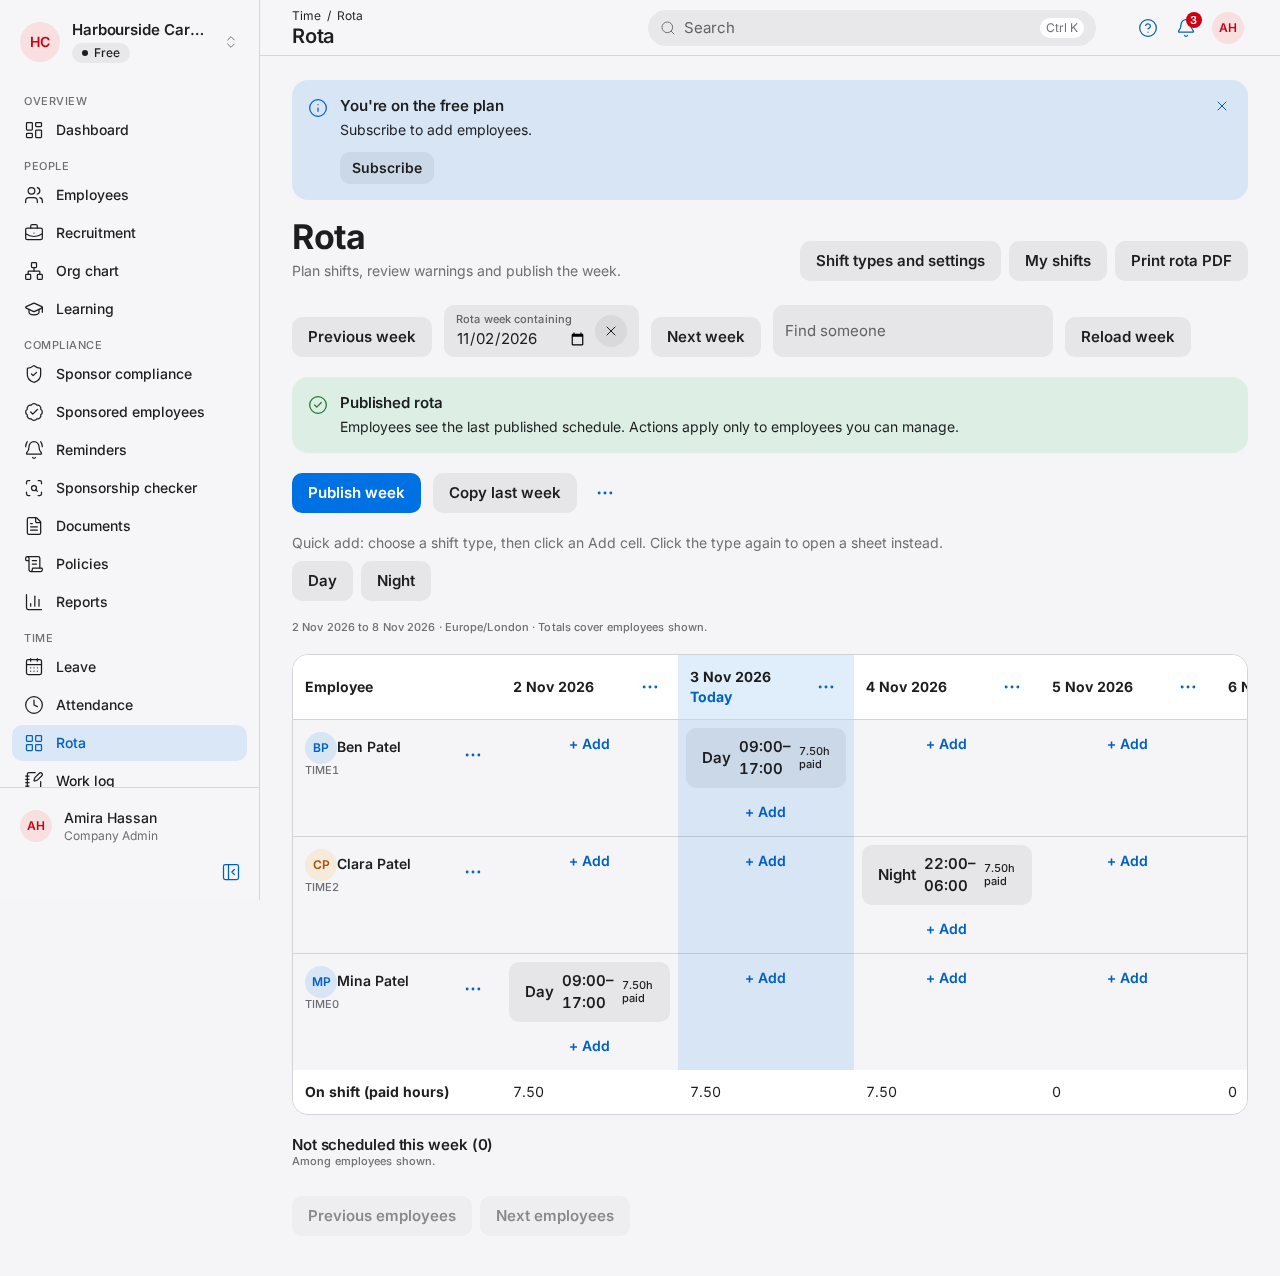 HC
Harbourside Car...
Free
OVERVIEW
Dashboard
PEOPLE
Employees
Recruitment
Org chart
Learning
COMPLIANCE
Sponsor compliance
Sponsored employees
Reminders
Sponsorship checker
Documents
Policies
Reports
TIME
Leave
Attendance
Rota
Work log
AH
Amira Hassan
Company Admin
Time / Rota
Rota
Search
Ctrl K
3
AH
You're on the free plan
Subscribe to add employees.
Subscribe
Rota
Plan shifts, review warnings and publish the week.
Shift types and settings
My shifts
Print rota PDF
Previous week
Rota week containing
11/02/2026
Next week
Find someone
Reload week
Published rota
Employees see the last published schedule. Actions apply only to employees you can manage.
Publish week
Copy last week
Quick add: choose a shift type, then click an Add cell. Click the type again to open a sheet instead.
Day
Night
2 Nov 2026 to 8 Nov 2026 · Europe/London · Totals cover employees shown.
Employee
2 Nov 2026
3 Nov 2026
Today
4 Nov 2026
5 Nov 2026
6 N
BP
Ben Patel
TIME1
+ Add
Day
09:00–
17:00
7.50h
paid
+ Add
+ Add
+ Add
CP
Clara Patel
TIME2
+ Add
+ Add
Night
22:00–
06:00
7.50h
paid
+ Add
+ Add
MP
Mina Patel
TIME0
Day
09:00–
17:00
7.50h
paid
+ Add
+ Add
+ Add
+ Add
On shift (paid hours)
7.50
7.50
7.50
0
0
Not scheduled this week (0)
Among employees shown.
Previous employees
Next employees